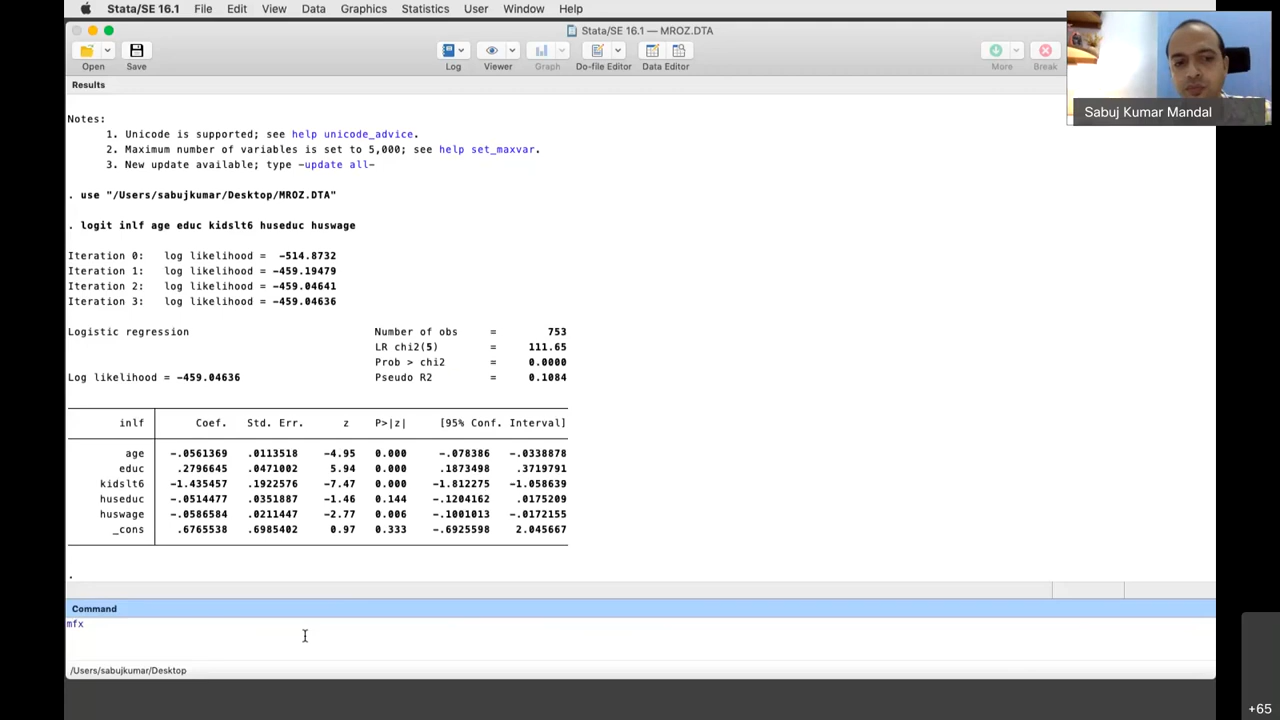 Stata/SE 16.1 File Edit View Data Graphics Statistics User Window Help
Stata/SE 16.1 — MROZ.DTA
Open Save Log Viewer Graph Do-file Editor Data Editor More Break
Sabuj Kumar Mandal
Results
Notes:
1. Unicode is supported; see help unicode_advice.
2. Maximum number of variables is set to 5,000; see help set_maxvar.
3. New update available; type -update all-
. use "/Users/sabujkumar/Desktop/MROZ.DTA"
. logit inlf age educ kidslt6 huseduc huswage
Iteration 0: log likelihood = -514.8732
Iteration 1: log likelihood = -459.19479
Iteration 2: log likelihood = -459.04641
Iteration 3: log likelihood = -459.04636
Logistic regression Number of obs = 753
LR chi2(5) = 111.65
Prob > chi2 = 0.0000
Log likelihood = -459.04636 Pseudo R2 = 0.1084
inlf Coef. Std. Err. z P>|z| [95% Conf. Interval]
age -.0561369 .0113518 -4.95 0.000 -.078386 -.0338878
educ .2796645 .0471002 5.94 0.000 .1873498 .3719791
kidslt6 -1.435457 .1922576 -7.47 0.000 -1.812275 -1.058639
huseduc -.0514477 .0351887 -1.46 0.144 -.1204162 .0175209
huswage -.0586584 .0211447 -2.77 0.006 -.1001013 -.0172155
_cons .6765538 .6985402 0.97 0.333 -.6925598 2.045667
.
Command
mfx
/Users/sabujkumar/Desktop
+65